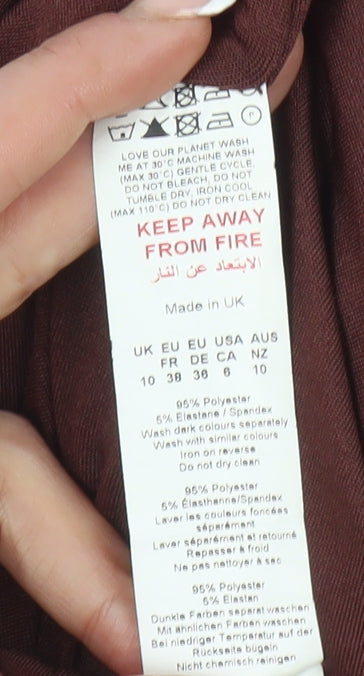 P
LOVE OUR PLANET WASH
ME AT 30°C MACHINE WASH
(MAX 30°C) GENTLE CYCLE,
DO NOT BLEACH, DO NOT
TUMBLE DRY, IRON COOL
(MAX 110°C) DO NOT DRY CLEAN
KEEP AWAY
FROM FIRE
الابتعاد عن النار
Made in UK
UK EU EU USA AUS
FR DE CA NZ
10 38 36 6 10
95% Polyester
5% Elastane / Spandex
Wash dark colours separately
Wash with similar colours
Iron on reverse
Do not dry clean
95% Polyester
5% Élasthanne/Spandex
Laver les couleurs foncées
séparément
Laver séparément et retourné
Repasser à froid
Ne pas nettoyer à sec
95% Polyester
5% Elastan
Dunkle Farben separat waschen
Mit ähnlichen Farben waschen
Bei niedriger Temperatur auf der
Rückseite bügeln
Nicht chemisch reinigen